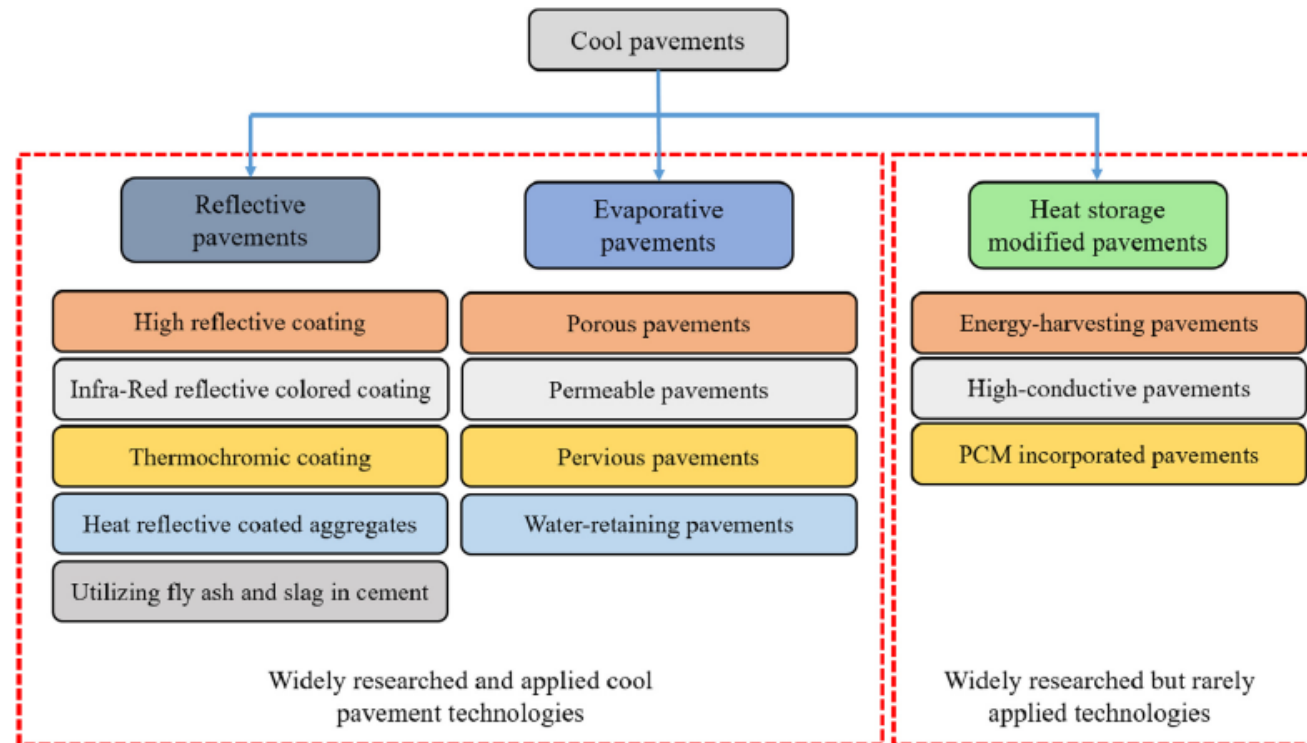 Cool pavements
Reflective
pavements
Evaporative
pavements
Heat storage
modified pavements
High reflective coating
Infra-Red reflective colored coating
Thermochromic coating
Heat reflective coated aggregates
Utilizing fly ash and slag in cement
Porous pavements
Permeable pavements
Pervious pavements
Water-retaining pavements
Energy-harvesting pavements
High-conductive pavements
PCM incorporated pavements
Widely researched and applied cool
pavement technologies
Widely researched but rarely
applied technologies